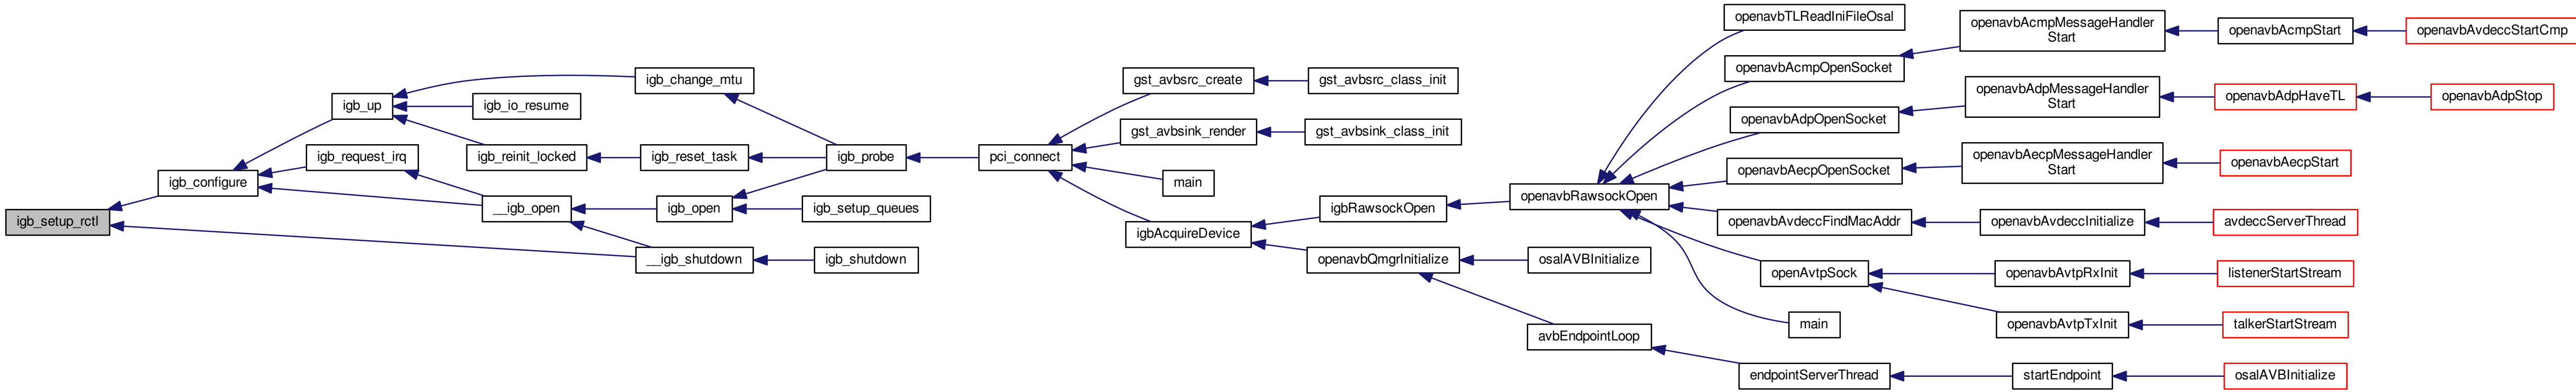 igb_setup_rctl
igb_configure
igb_up
igb_request_irq
igb_change_mtu
igb_io_resume
igb_reinit_locked
__igb_open
__igb_shutdown
igb_reset_task
igb_open
igb_setup_queues
igb_shutdown
igb_probe
pci_connect
gst_avbsrc_create
gst_avbsink_render
main
igbAcquireDevice
gst_avbsrc_class_init
gst_avbsink_class_init
igbRawsockOpen
openavbQmgrInitialize
openavbRawsockOpen
osalAVBInitialize
avbEndpointLoop
openavbTLReadIniFileOsal
openavbAcmpOpenSocket
openavbAdpOpenSocket
openavbAecpOpenSocket
openavbAvdeccFindMacAddr
openAvtpSock
main
endpointServerThread
openavbAcmpMessageHandler
Start
openavbAdpMessageHandler
Start
openavbAecpMessageHandler
Start
openavbAvdeccInitialize
openavbAvtpRxInit
openavbAvtpTxInit
startEndpoint
openavbAcmpStart
openavbAdpHaveTL
openavbAecpStart
avdeccServerThread
listenerStartStream
talkerStartStream
osalAVBInitialize
openavbAvdeccStartCmp
openavbAdpStop